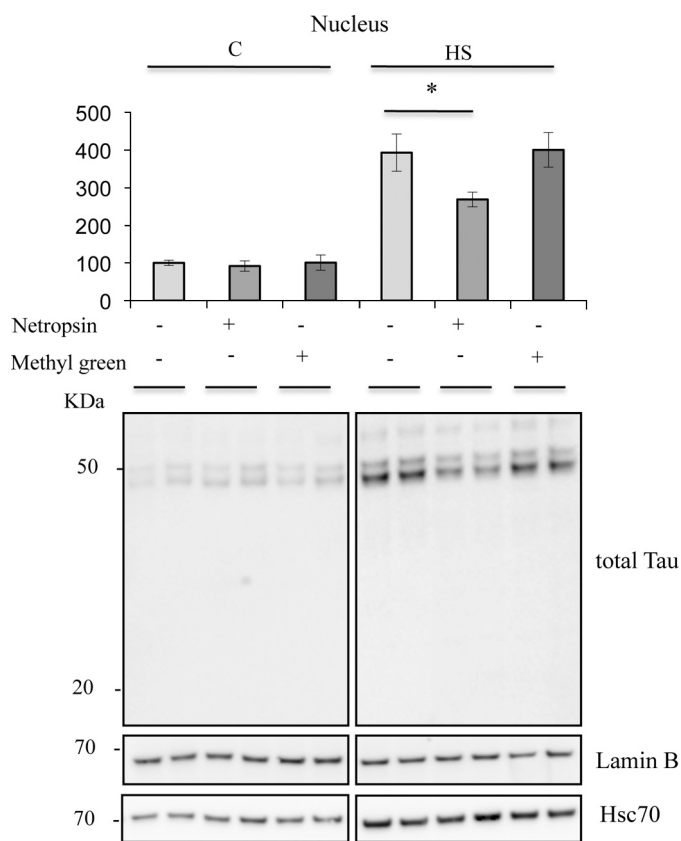 Nucleus
C HS
*
500
400
300
200
100
0
Netropsin - + - - + -
Methyl green - - + - - +
KDa
50 -
total Tau
20 -
70 -
Lamin B
70 -
Hsc70